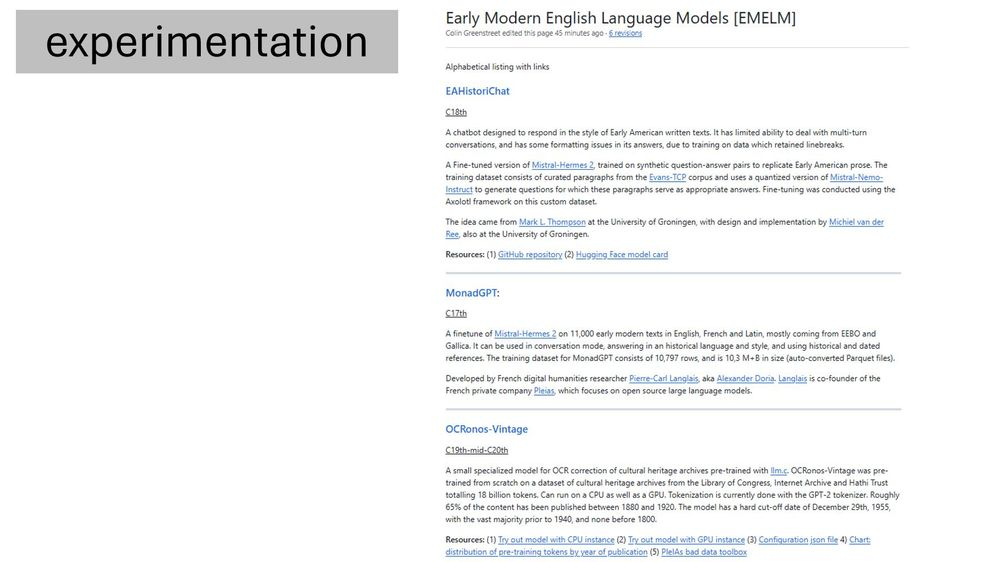 experimentation
Early Modern English Language Models [EMELM]
Colin Greenstreet edited this page 45 minutes ago · 6 revisions
Alphabetical listing with links
EAHistoriChat
C18th
A chatbot designed to respond in the style of Early American written texts. It has limited ability to deal with multi-turn
conversations, and has some formatting issues in its answers, due to training on data which retained linebreaks.
A Fine-tuned version of Mistral-Hermes 2, trained on synthetic question-answer pairs to replicate Early American prose. The
training dataset consists of curated paragraphs from the Evans-TCP corpus and uses a quantized version of Mistral-Nemo-
Instruct to generate questions for which these paragraphs serve as appropriate answers. Fine-tuning was conducted using the
Axolotl framework on this custom dataset.
The idea came from Mark L. Thompson at the University of Groningen, with design and implementation by Michiel van der
Ree, also at the University of Groningen.
Resources: (1) GitHub repository (2) Hugging Face model card
MonadGPT:
C17th
A finetune of Mistral-Hermes 2 on 11,000 early modern texts in English, French and Latin, mostly coming from EEBO and
Gallica. It can be used in conversation mode, answering in an historical language and style, and using historical and dated
references. The training dataset for MonadGPT consists of 10,797 rows, and is 10,3 M+B in size (auto-converted Parquet files).
Developed by French digital humanities researcher Pierre-Carl Langlais, aka Alexander Doria. Langlais is co-founder of the
French private company Pleias, which focuses on open source large language models.
OCRonos-Vintage
C19th-mid-C20th
A small specialized model for OCR correction of cultural heritage archives pre-trained with llm.c. OCRonos-Vintage was pre-
trained from scratch on a dataset of cultural heritage archives from the Library of Congress, Internet Archive and Hathi Trust
totalling 18 billion tokens. Can run on a CPU as well as a GPU. Tokenization is currently done with the GPT-2 tokenizer. Roughly
65% of the content has been published between 1880 and 1920. The model has a hard cut-off date of December 29th, 1955,
with the vast majority prior to 1940, and none before 1800.
Resources: (1) Try out model with CPU instance (2) Try out model with GPU instance (3) Configuration json file 4) Chart:
distribution of pre-training tokens by year of publication (5) PleIAs bad data toolbox